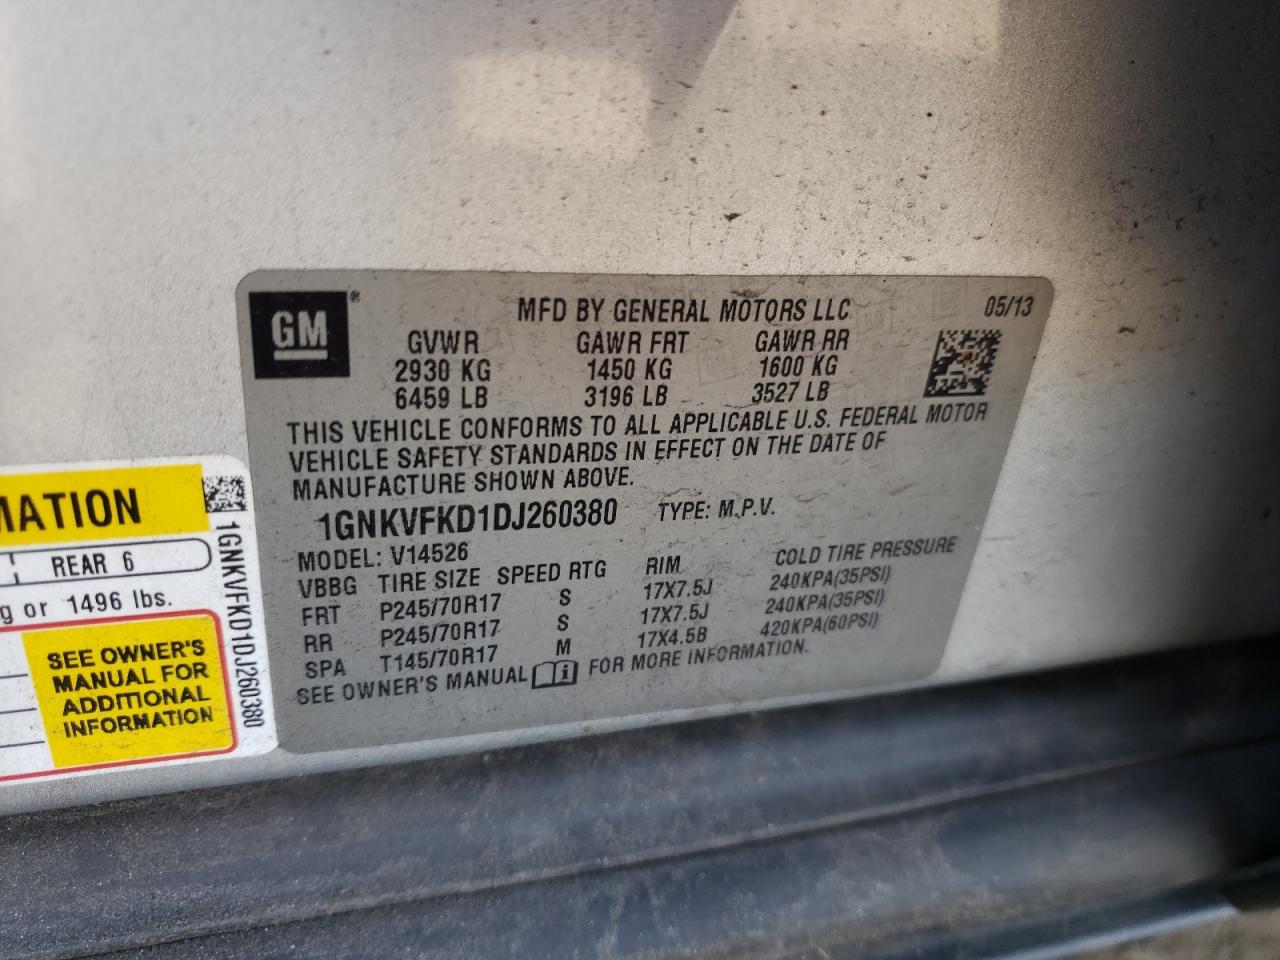 GM
®
MFD BY GENERAL MOTORS LLC 05/13
GVWR GAWR FRT GAWR RR
2930 KG 1450 KG 1600 KG
6459 LB 3196 LB 3527 LB
THIS VEHICLE CONFORMS TO ALL APPLICABLE U.S. FEDERAL MOTOR
VEHICLE SAFETY STANDARDS IN EFFECT ON THE DATE OF
MANUFACTURE SHOWN ABOVE.
1GNKVFKD1DJ260380 TYPE: M.P.V.
MODEL: V14526
VBBG TIRE SIZE SPEED RTG RIM COLD TIRE PRESSURE
FRT P245/70R17 S 17X7.5J 240KPA(35PSI)
RR P245/70R17 S 17X7.5J 240KPA(35PSI)
SPA T145/70R17 M 17X4.5B 420KPA(60PSI)
SEE OWNER'S MANUAL i FOR MORE INFORMATION.
MATION
REAR 6
g or 1496 lbs.
SEE OWNER'S
MANUAL FOR
ADDITIONAL
INFORMATION
1GNKVFKD1DJ260380